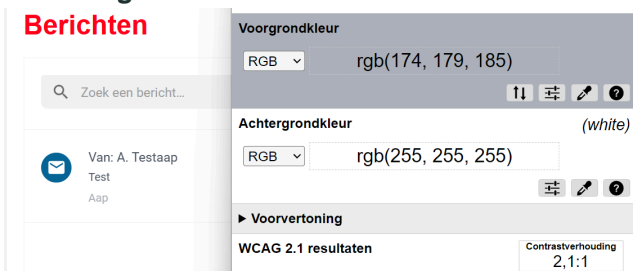 Berichten
Zoek een bericht...
Van: A. Testaap
Test
Aap
Voorgrondkleur
RGB
rgb(174, 179, 185)
Achtergrondkleur
(white)
RGB
rgb(255, 255, 255)
Voorvertoning
WCAG 2.1 resultaten
Contrastverhouding
2,1:1